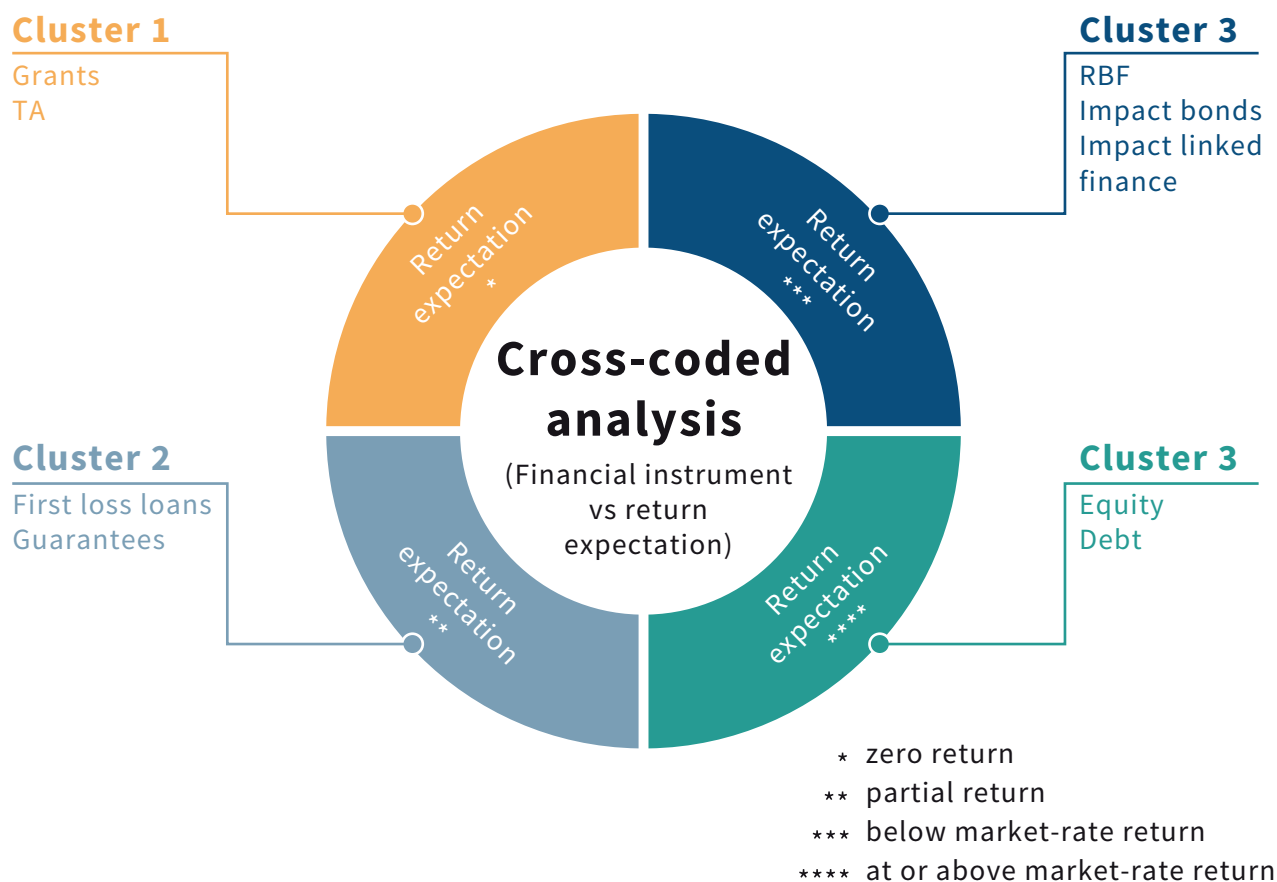 Cluster 1
Grants
TA
Cluster 3
RBF
Impact bonds
Impact linked
finance
Return
expectation
*
Return
expectation
***
Cross-coded
analysis
(Financial instrument
vs return
expectation)
Cluster 2
First loss loans
Guarantees
Cluster 3
Equity
Debt
Return
expectation
**
Return
expectation
****
* zero return
** partial return
*** below market-rate return
**** at or above market-rate return